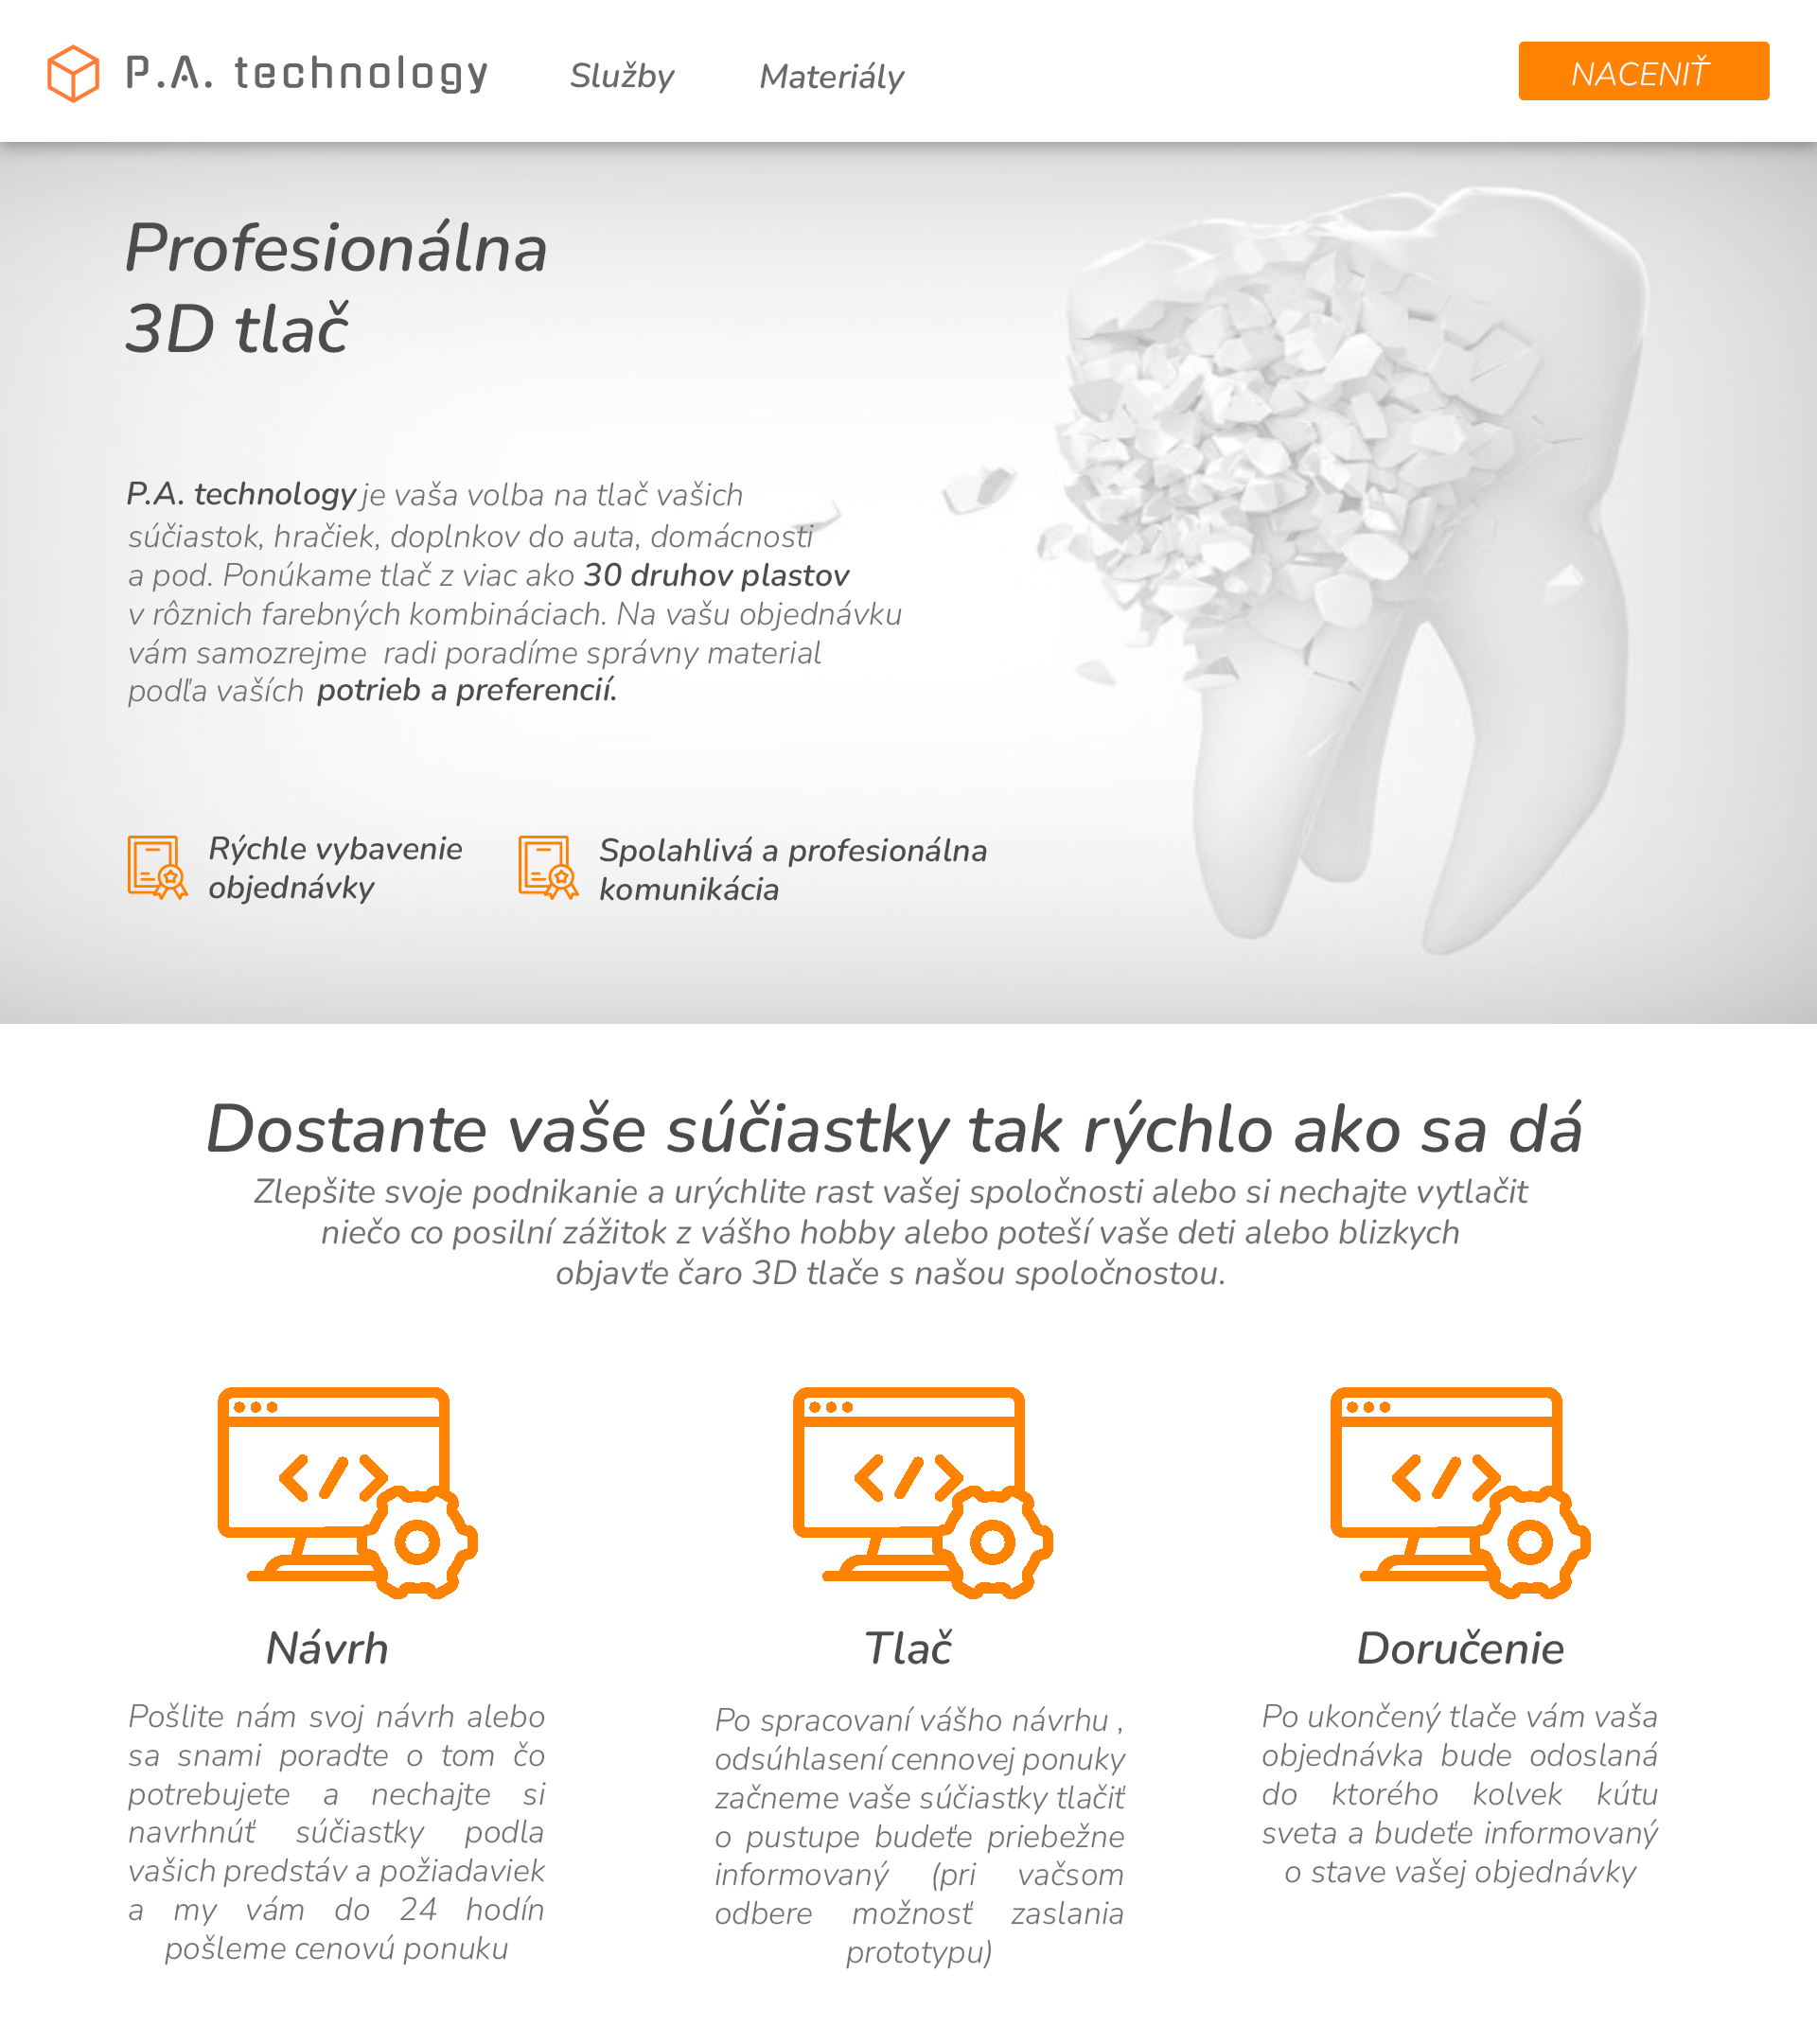 P.A. technology Služby Materiály NACENIŤ
Profesionálna
3D tlač
P.A. technology je vaša volba na tlač vašich
súčiastok, hračiek, doplnkov do auta, domácnosti
a pod. Ponúkame tlač z viac ako 30 druhov plastov
v rôznich farebných kombináciach. Na vašu objednávku
vám samozrejme radi poradíme správny material
podľa vaších potrieb a preferencií.
Rýchle vybavenie
objednávky
Spolahlivá a profesionálna
komunikácia
Dostante vaše súčiastky tak rýchlo ako sa dá
Zlepšite svoje podnikanie a urýchlite rast vašej spoločnosti alebo si nechajte vytlačit
niečo co posilní zážitok z vášho hobby alebo poteší vaše deti alebo blizkych
objavťe čaro 3D tlače s našou spoločnostou.
Návrh
Pošlite nám svoj návrh alebo
sa snami poradte o tom čo
potrebujete a nechajte si
navrhnúť súčiastky podla
vašich predstáv a požiadaviek
a my vám do 24 hodín
pošleme cenovú ponuku
Tlač
Po spracovaní vášho návrhu ,
odsúhlasení cennovej ponuky
začneme vaše súčiastky tlačiť
o pustupe budeťe priebežne
informovaný (pri vačsom
odbere možnosť zaslania
prototypu)
Doručenie
Po ukončený tlače vám vaša
objednávka bude odoslaná
do ktorého kolvek kútu
sveta a budeťe informovaný
o stave vašej objednávky